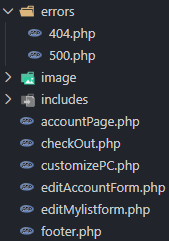 errors
404.php
500.php
image
includes
accountPage.php
checkOut.php
customizePC.php
editAccountForm.php
editMylistform.php
footer.php